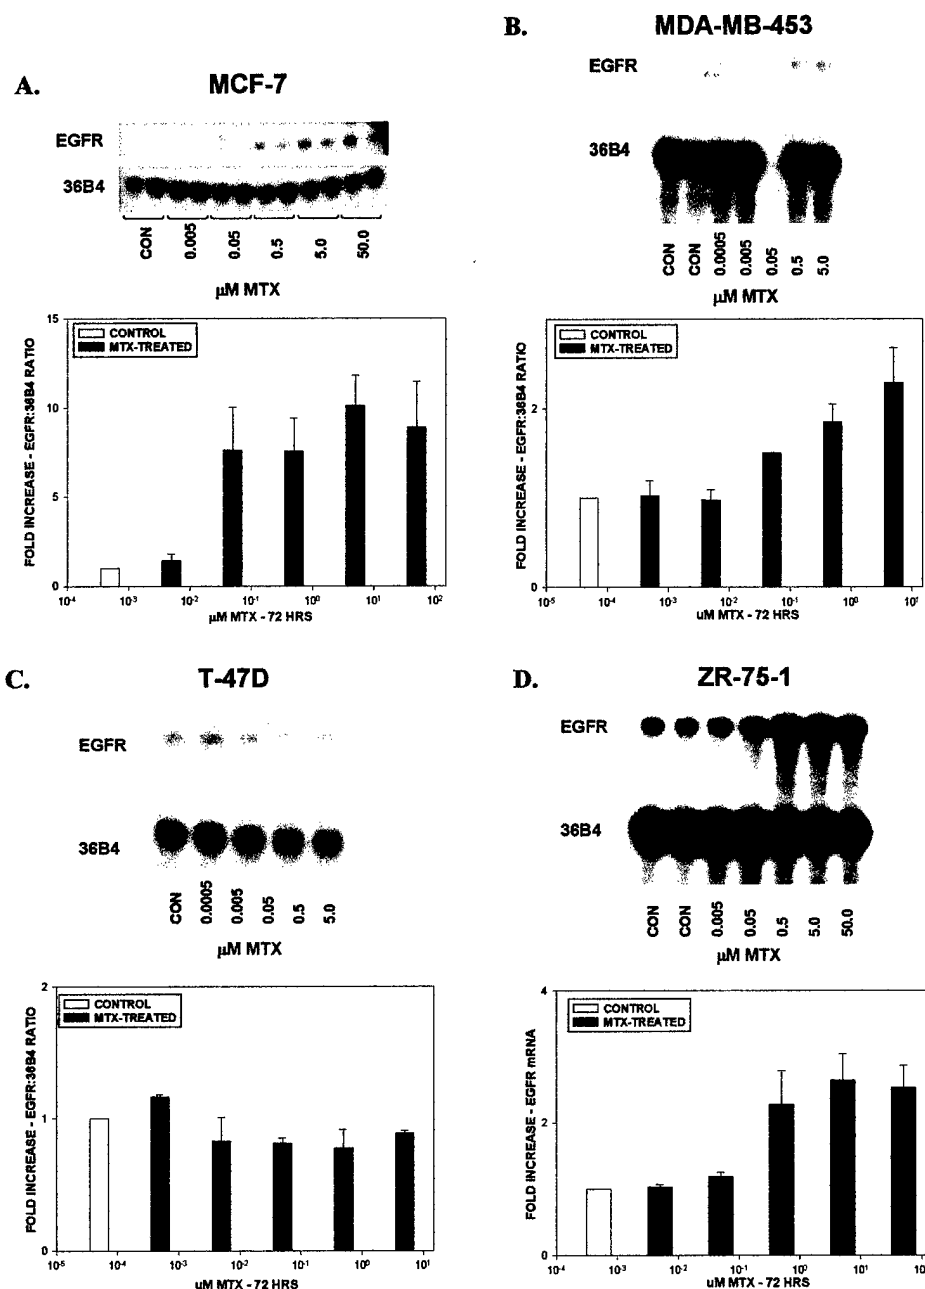 A.
MCF-7
EGFR
36B4
CON
0.005
0.05
0.5
5.0
50.0
μM MTX
CONTROL
MTX-TREATED
FOLD INCREASE - EGFR:36B4 RATIO
15
10
5
0
10-4 10-3 10-2 10-1 100 101 102
μM MTX - 72 HRS
B.
MDA-MB-453
EGFR
36B4
CON
CON
0.0005
0.005
0.05
0.5
5.0
μM MTX
CONTROL
MTX-TREATED
FOLD INCREASE - EGFR:36B4 RATIO
2
0
10-5 10-4 10-3 10-2 10-1 100 101
uM MTX - 72 HRS
C.
T-47D
EGFR
36B4
CON
0.0005
0.005
0.05
0.5
5.0
μM MTX
CONTROL
MTX-TREATED
FOLD INCREASE - EGFR:36B4 RATIO
2
1
0
10-5 10-4 10-3 10-2 10-1 100 101
uM MTX - 72 HRS
D.
ZR-75-1
EGFR
36B4
CON
CON
0.005
0.05
0.5
5.0
50.0
μM MTX
CONTROL
MTX-TREATED
FOLD INCREASE - EGFR mRNA
4
2
0
10-4 10-3 10-2 10-1 100 101
uM MTX - 72 HRS